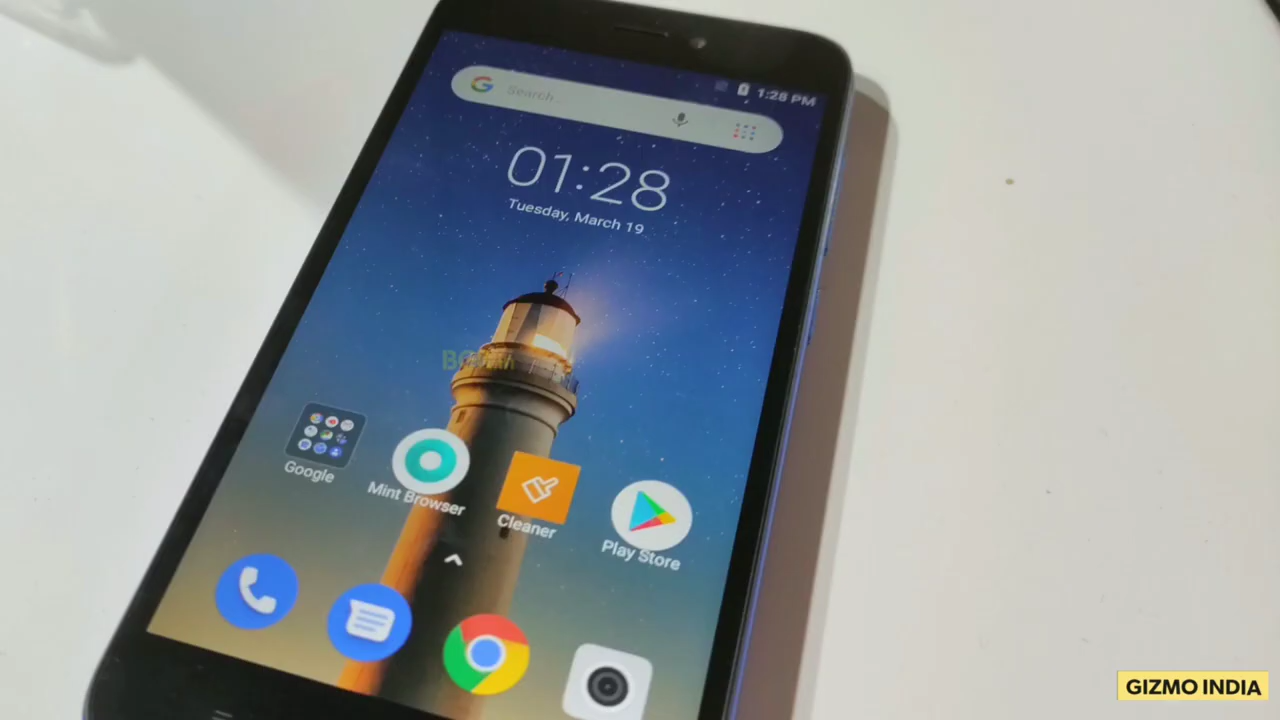 Search...
1:28 PM
01:28
Tuesday, March 19
Google
Mint Browser
Cleaner
Play Store
GIZMO INDIA